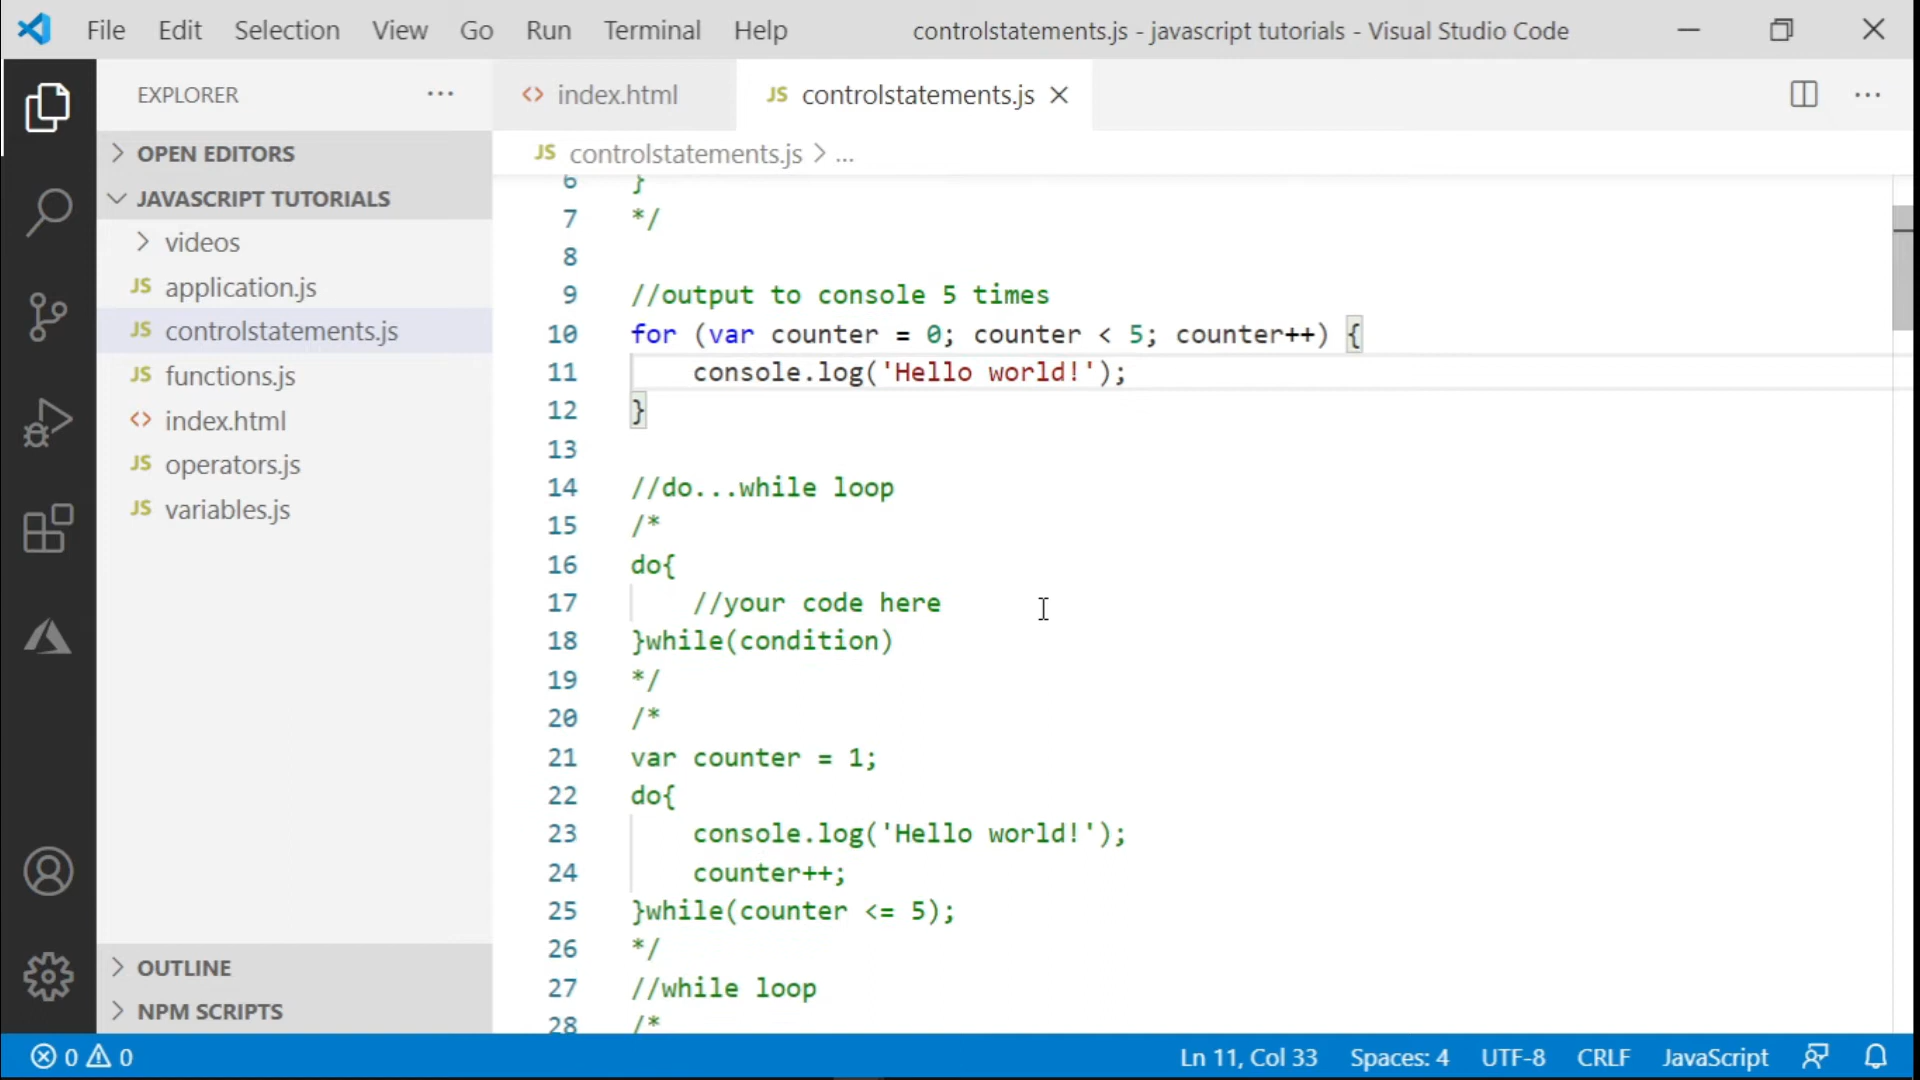 File Edit Selection View Go Run Terminal Help controlstatements.js - javascript tutorials - Visual Studio Code
EXPLORER ...
OPEN EDITORS
JAVASCRIPT TUTORIALS
videos
JS application.js
JS controlstatements.js
JS functions.js
<> index.html
JS operators.js
JS variables.js
OUTLINE
NPM SCRIPTS
<> index.html JS controlstatements.js
JS controlstatements.js > ...
6 }
7 */
8
9 //output to console 5 times
10 for (var counter = 0; counter < 5; counter++) {
11 console.log('Hello world!');
12 }
13
14 //do...while loop
15 /*
16 do{
17 //your code here
18 }while(condition)
19 */
20 /*
21 var counter = 1;
22 do{
23 console.log('Hello world!');
24 counter++;
25 }while(counter <= 5);
26 */
27 //while loop
28 /*
0 0 Ln 11, Col 33 Spaces: 4 UTF-8 CRLF JavaScript